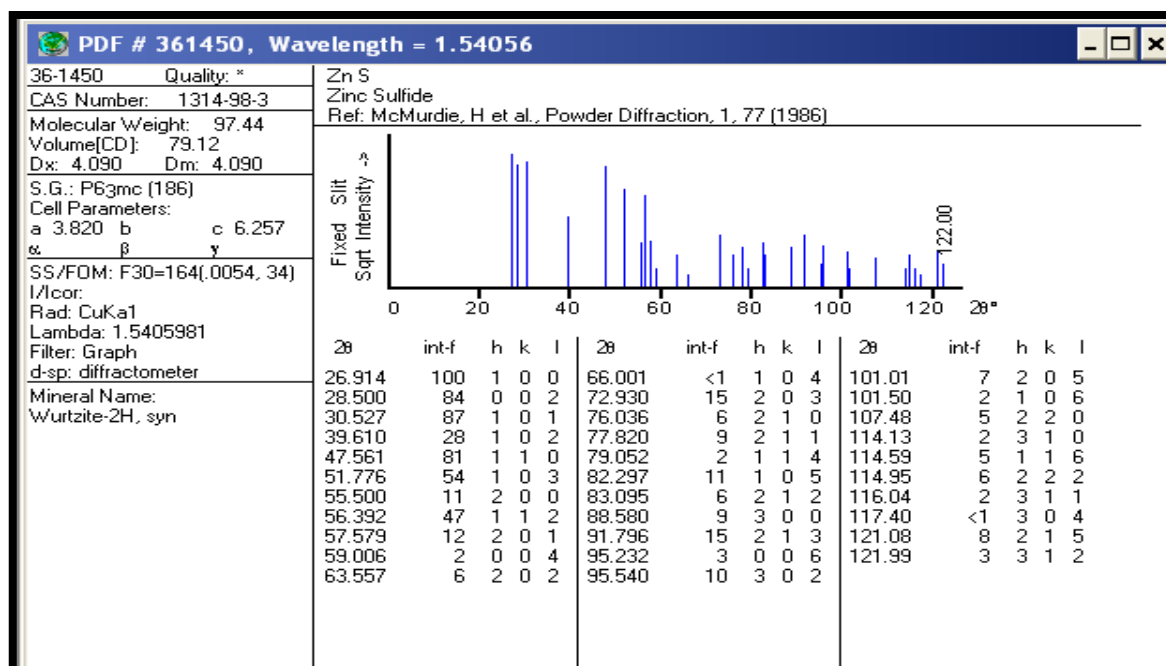 PDF # 361450, Wavelength = 1.54056
36-1450 Quality: *
CAS Number: 1314-98-3
Molecular Weight: 97.44
Volume[CD]: 79.12
Dx: 4.090 Dm: 4.090
S.G.: P63mc (186)
Cell Parameters:
a 3.820 b c 6.257
α β γ
SS/FOM: F30=164(.0054, 34)
I/Icor:
Rad: CuKa1
Lambda: 1.5405981
Filter: Graph
d-sp: diffractometer
Mineral Name:
Wurtzite-2H, syn
Zn S
Zinc Sulfide
Ref: McMurdie, H et al., Powder Diffraction, 1, 77 (1986)
Fixed Slit
Sqrt Intensity ->
122.00
0 20 40 60 80 100 120 2θ°
2θ int-f h k l 2θ int-f h k l 2θ int-f h k l
26.914 100 1 0 0 66.001 <1 1 0 4 101.01 7 2 0 5
28.500 84 0 0 2 72.930 15 2 0 3 101.50 2 1 0 6
30.527 87 1 0 1 76.036 6 2 1 0 107.48 5 2 2 0
39.610 28 1 0 2 77.820 9 2 1 1 114.13 2 3 1 0
47.561 81 1 1 0 79.052 2 1 1 4 114.59 5 1 1 6
51.776 54 1 0 3 82.297 11 1 0 5 114.95 6 2 2 2
55.500 11 2 0 0 83.095 6 2 1 2 116.04 2 3 1 1
56.392 47 1 1 2 88.580 9 3 0 0 117.40 <1 3 0 4
57.579 12 2 0 1 91.796 15 2 1 3 121.08 8 2 1 5
59.006 2 0 0 4 95.232 3 0 0 6 121.99 3 3 1 2
63.557 6 2 0 2 95.540 10 3 0 2